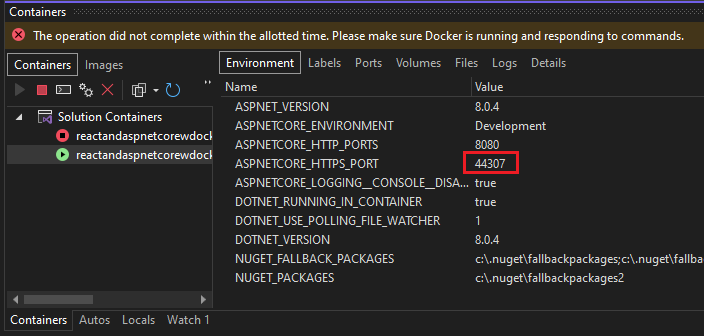 Containers
The operation did not complete within the allotted time. Please make sure Docker is running and responding to commands.
Containers Images
Environment Labels Ports Volumes Files Logs Details
Name Value
ASPNET_VERSION 8.0.4
ASPNETCORE_ENVIRONMENT Development
ASPNETCORE_HTTP_PORTS 8080
ASPNETCORE_HTTPS_PORT 44307
ASPNETCORE_LOGGING__CONSOLE__DISA... true
DOTNET_RUNNING_IN_CONTAINER true
DOTNET_USE_POLLING_FILE_WATCHER 1
DOTNET_VERSION 8.0.4
NUGET_FALLBACK_PACKAGES c:\.nuget\fallbackpackages;c:\.nuget\fallb
NUGET_PACKAGES c:\.nuget\fallbackpackages2
Solution Containers
reactandaspnetcorewdock
reactandaspnetcorewdock
Containers Autos Locals Watch 1